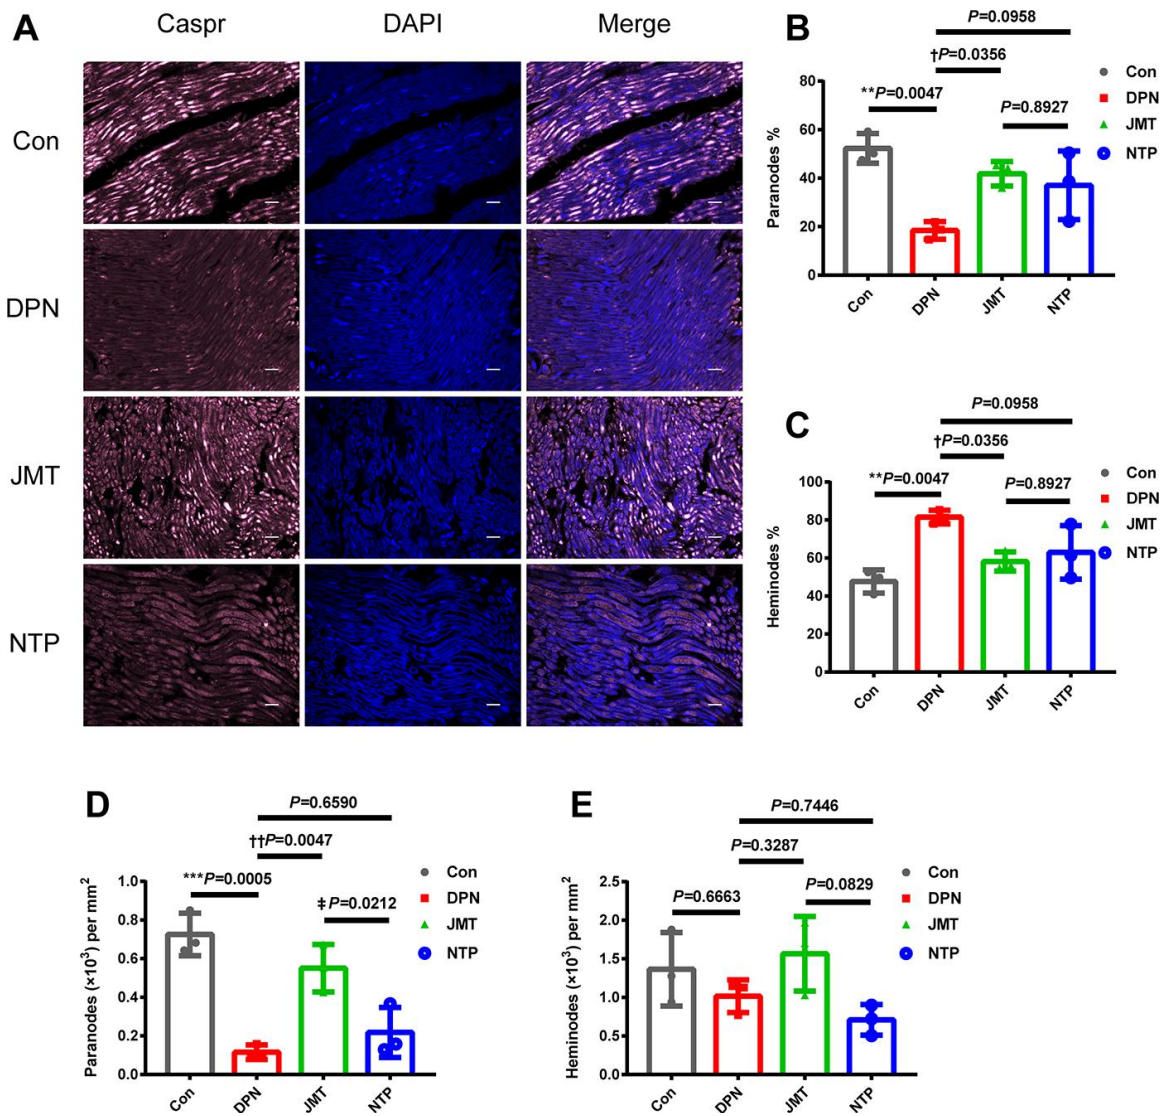 A
Caspr
DAPI
Merge
Con
DPN
JMT
NTP
B
P=0.0958
†P=0.0356
**P=0.0047
P=0.8927
Con
DPN
JMT
NTP
Paranodes %
80
60
40
20
0
Con
DPN
JMT
NTP
C
P=0.0958
†P=0.0356
**P=0.0047
P=0.8927
Con
DPN
JMT
NTP
Heminodes %
100
80
60
40
20
0
Con
DPN
JMT
NTP
D
P=0.6590
††P=0.0047
***P=0.0005
‡ P=0.0212
Con
DPN
JMT
NTP
Paranodes (×10³) per mm²
1.0
0.8
0.6
0.4
0.2
0.0
Con
DPN
JMT
NTP
E
P=0.7446
P=0.3287
P=0.6663
P=0.0829
Con
DPN
JMT
NTP
Heminodes (×10³) per mm²
2.5
2.0
1.5
1.0
0.5
0.0
Con
DPN
JMT
NTP